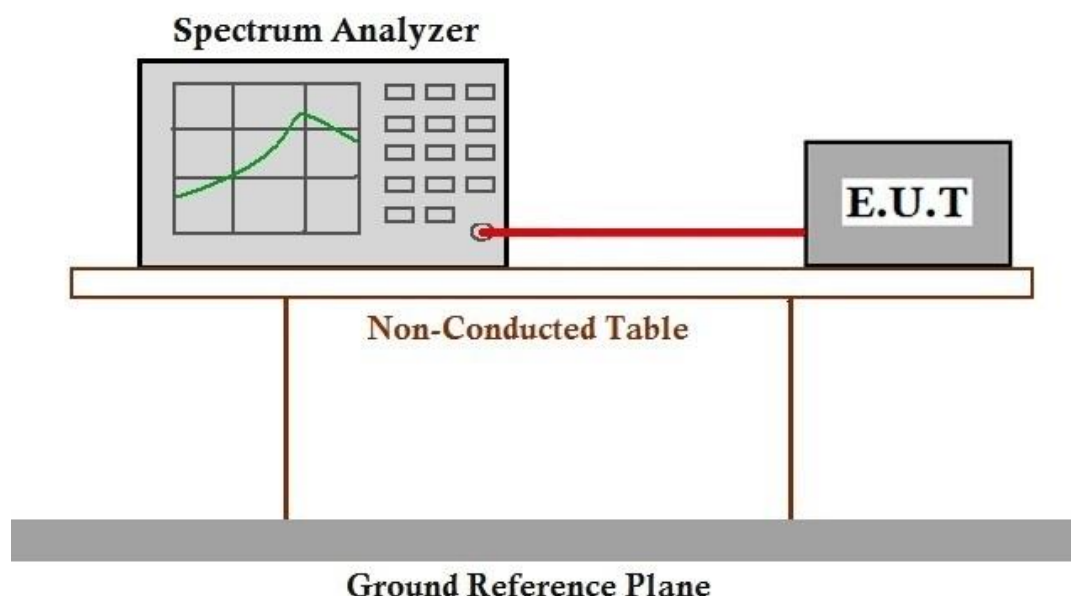 Spectrum Analyzer
E.U.T
Non-Conducted Table
Ground Reference Plane